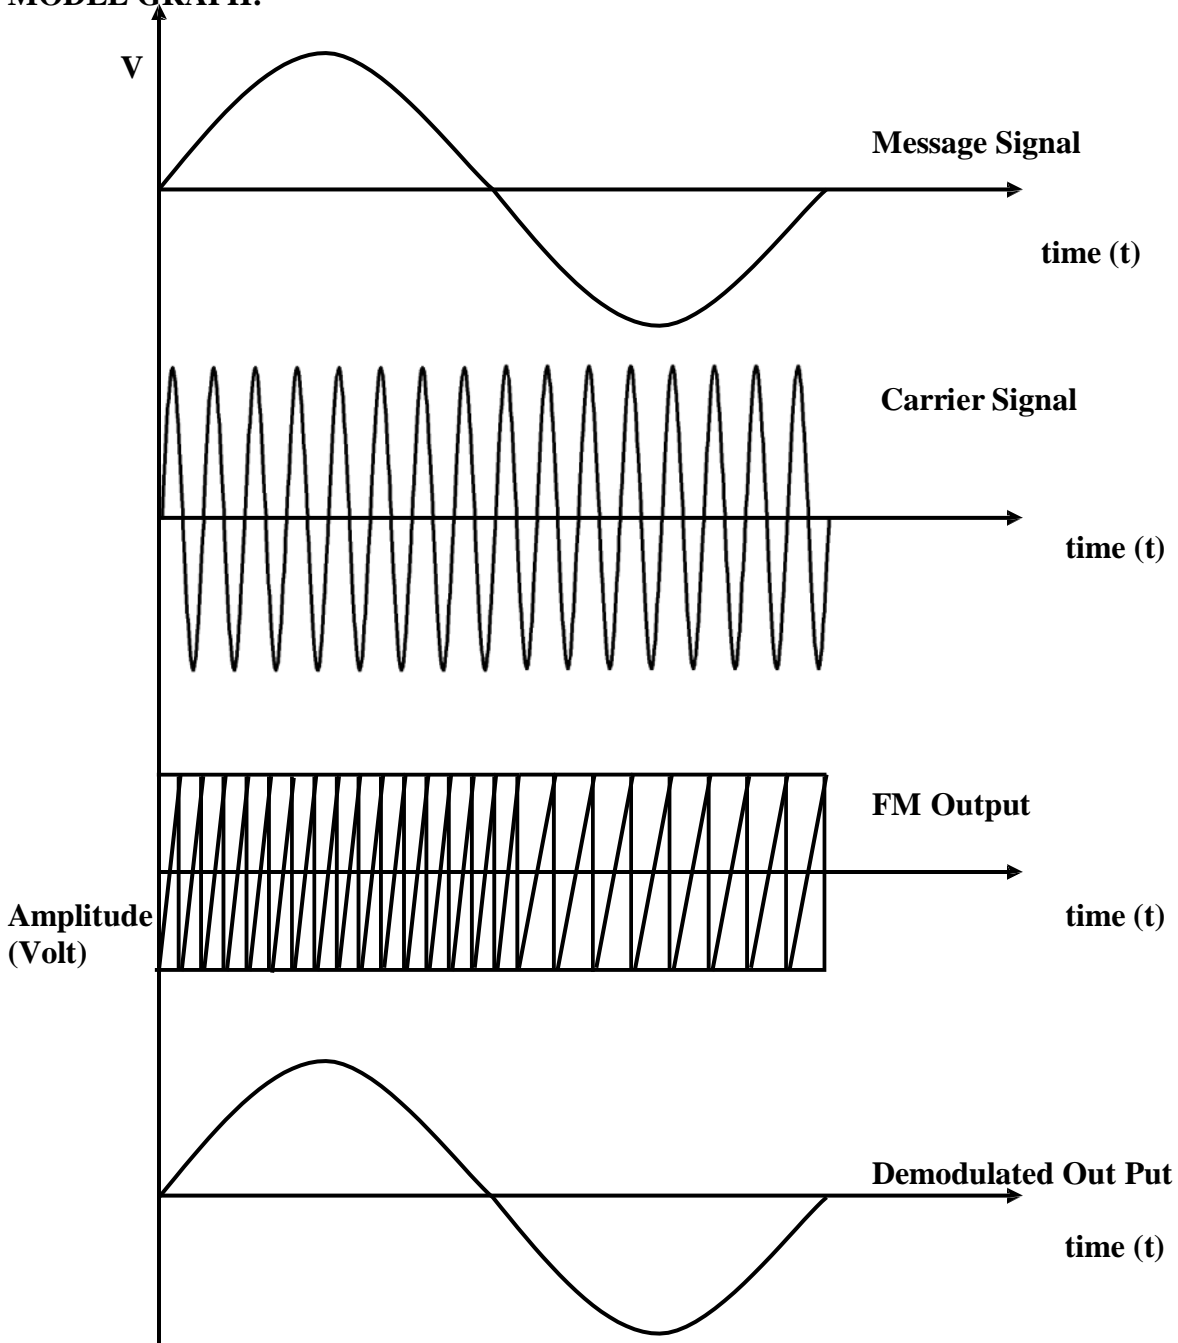 MODEL GRAPH:
V
Message Signal
time (t)
Carrier Signal
time (t)
FM Output
Amplitude
(Volt)
time (t)
Demodulated Out Put
time (t)